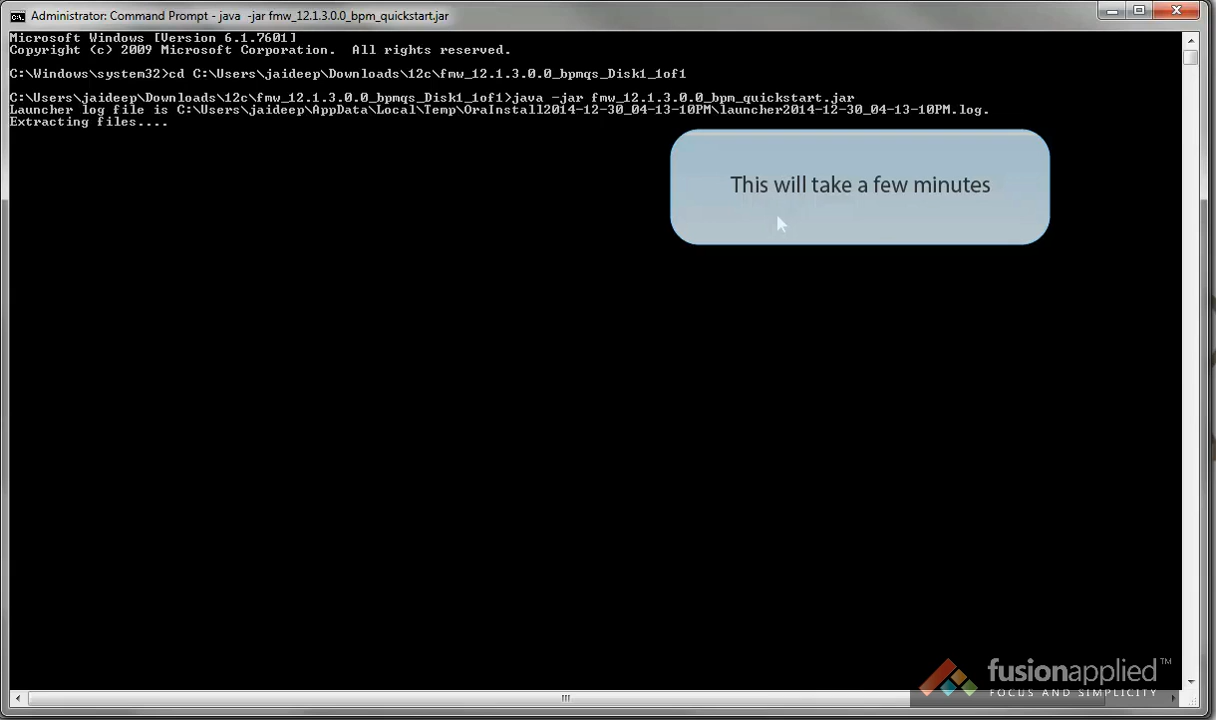 Administrator: Command Prompt - java  -jar fmw_12.1.3.0.0_bpm_quickstart.jar
Microsoft Windows [Version 6.1.7601]
Copyright (c) 2009 Microsoft Corporation.  All rights reserved.
C:\Windows\system32>cd C:\Users\jaideep\Downloads\12c\fmw_12.1.3.0.0_bpmqs_Disk1_1of1
C:\Users\jaideep\Downloads\12c\fmw_12.1.3.0.0_bpmqs_Disk1_1of1>java -jar fmw_12.1.3.0.0_bpm_quickstart.jar
Launcher log file is C:\Users\jaideep\AppData\Local\Temp\OraInstall2014-12-30_04-13-10PM\launcher2014-12-30_04-13-10PM.log.
Extracting files....
This will take a few minutes
fusionapplied™
FOCUS AND SIMPLICITY